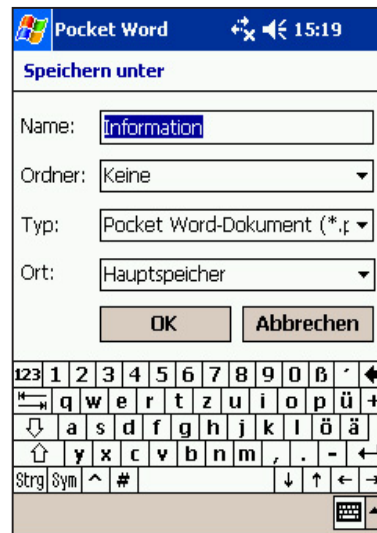 Pocket Word 15:19
Speichern unter
Name: Information
Ordner: Keine
Typ: Pocket Word-Dokument (*.p
Ort: Hauptspeicher
OK Abbrechen
123 1 2 3 4 5 6 7 8 9 0 ß ´
q w e r t z u i o p ü +
a s d f g h j k l ö ä
y x c v b n m , . -
Strg Sym ^ #